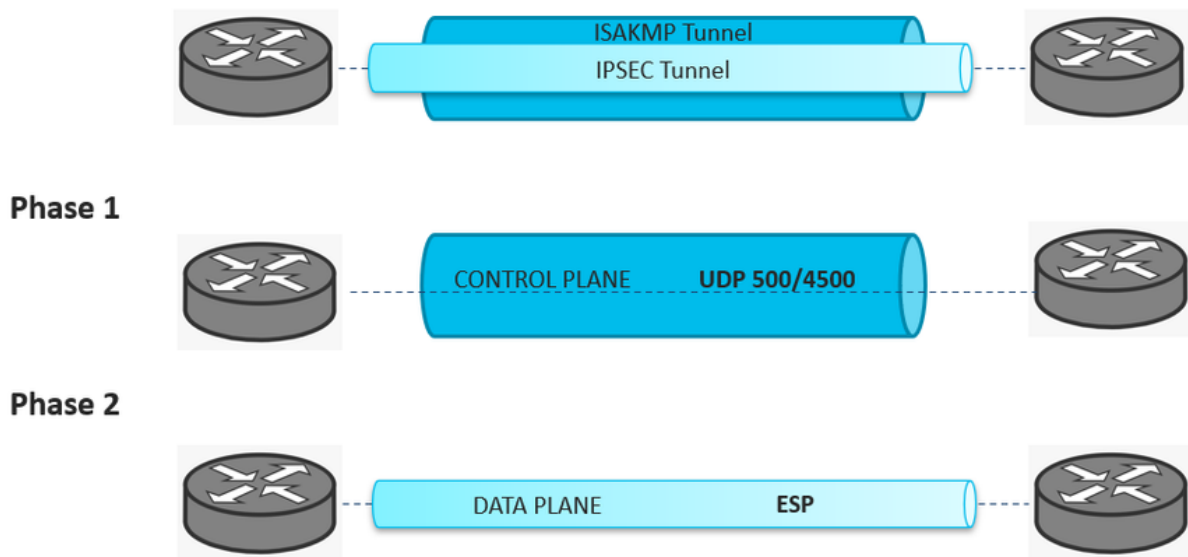 ISAKMP Tunnel
IPSEC Tunnel
Phase 1
CONTROL PLANE UDP 500/4500
Phase 2
DATA PLANE ESP